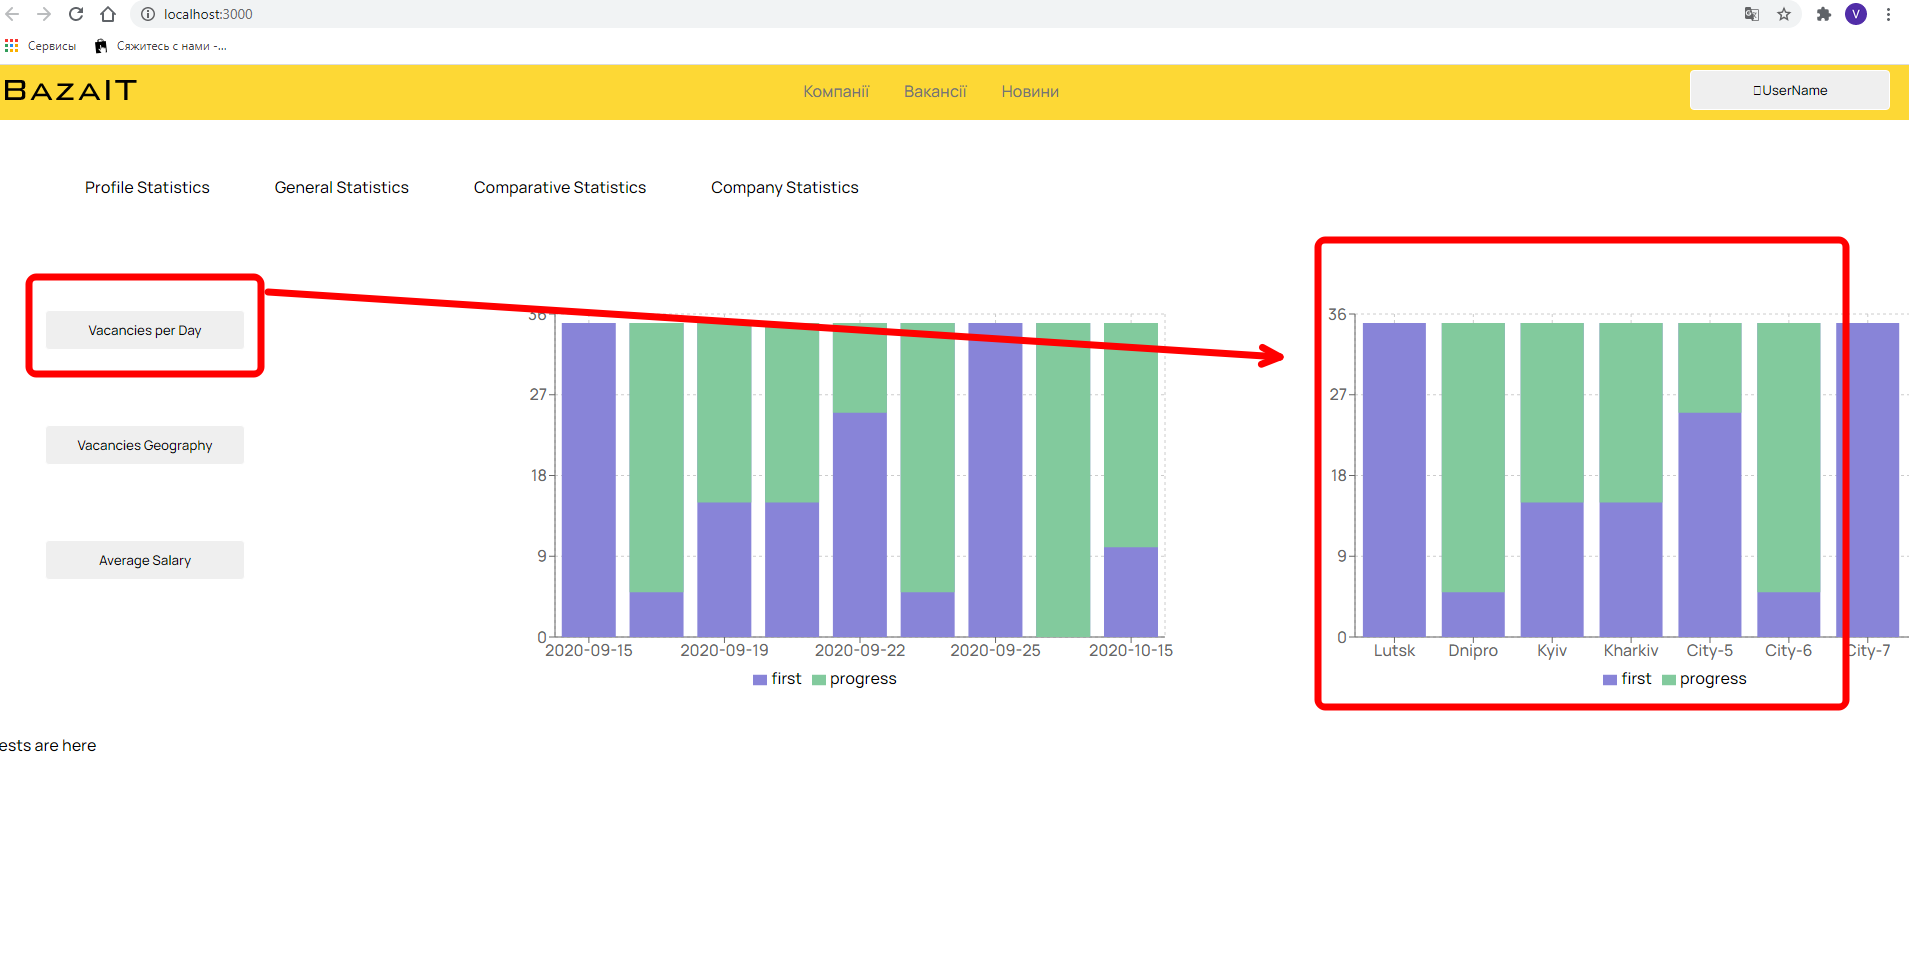 localhost:3000
V
Сервисы Сяжитесь с нами -...
BAZAIT Компанії Вакансії Новини UserName
Profile Statistics General Statistics Comparative Statistics Company Statistics
Vacancies per Day
Vacancies Geography
Average Salary
36
27
18
9
0
2020-09-15 2020-09-19 2020-09-22 2020-09-25 2020-10-15
first progress
36
27
18
9
0
Lutsk Dnipro Kyiv Kharkiv City-5 City-6 City-7
first progress
ests are here